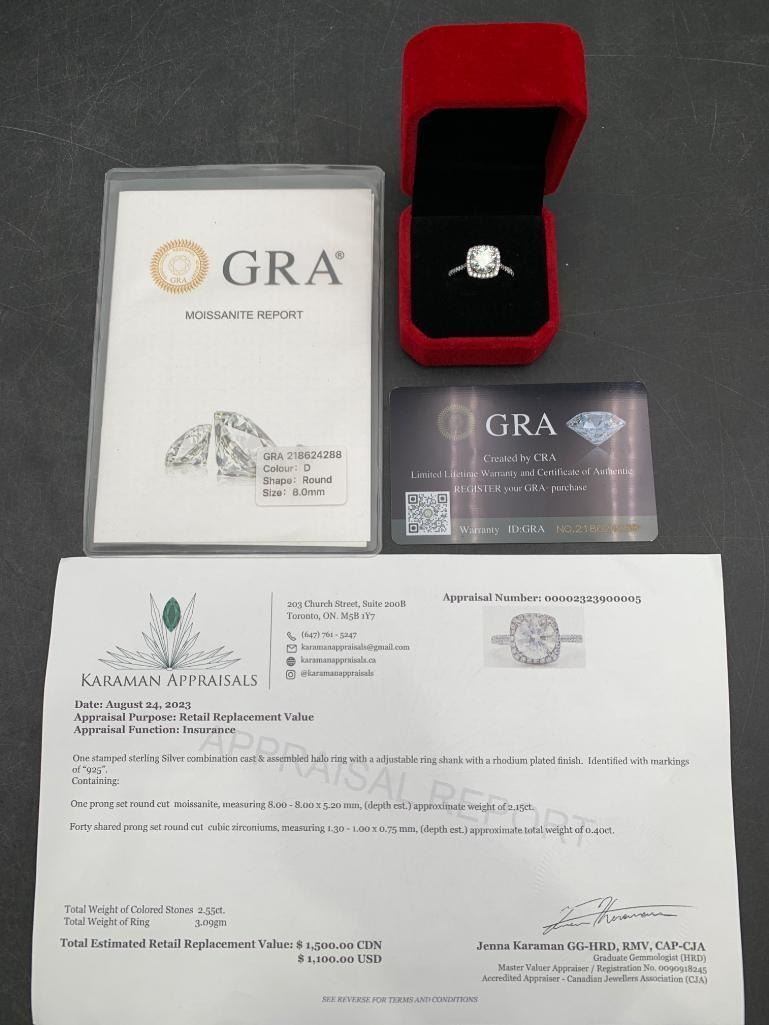 GRA®
GRA
MOISSANITE REPORT
GRA 218624288
Colour: D
Shape: Round
Size: 8.0mm
GRA
Created by CRA
Limited Lifetime Warranty and Certificate of Authentic
REGISTER your GRA- purchase
Warranty ID:GRA
KARAMAN APPRAISALS
203 Church Street, Suite 200B
Toronto, ON. M5B 1Y7
(647) 761 - 5247
karamanappraisals@gmail.com
karamanappraisals.ca
@karamanappraisals
Appraisal Number: 00002323900005
Date: August 24, 2023
Appraisal Purpose: Retail Replacement Value
Appraisal Function: Insurance
APPRAISAL REPORT
One stamped sterling Silver combination cast & assembled halo ring with a adjustable ring shank with a rhodium plated finish. Identified with markings
of "925".
Containing:
One prong set round cut moissanite, measuring 8.00 - 8.00 x 5.20 mm, (depth est.) approximate weight of 2.15ct.
Forty shared prong set round cut cubic zirconiums, measuring 1.30 - 1.00 x 0.75 mm, (depth est.) approximate total weight of 0.40ct.
Total Weight of Colored Stones 2.55ct.
Total Weight of Ring 3.09gm
Total Estimated Retail Replacement Value: $ 1,500.00 CDN
$ 1,100.00 USD
Jenna Karaman GG-HRD, RMV, CAP-CJA
Graduate Gemmologist (HRD)
Master Valuer Appraiser / Registration No. 0090918245
Accredited Appraiser - Canadian Jewellers Association (CJA)
SEE REVERSE FOR TERMS AND CONDITIONS